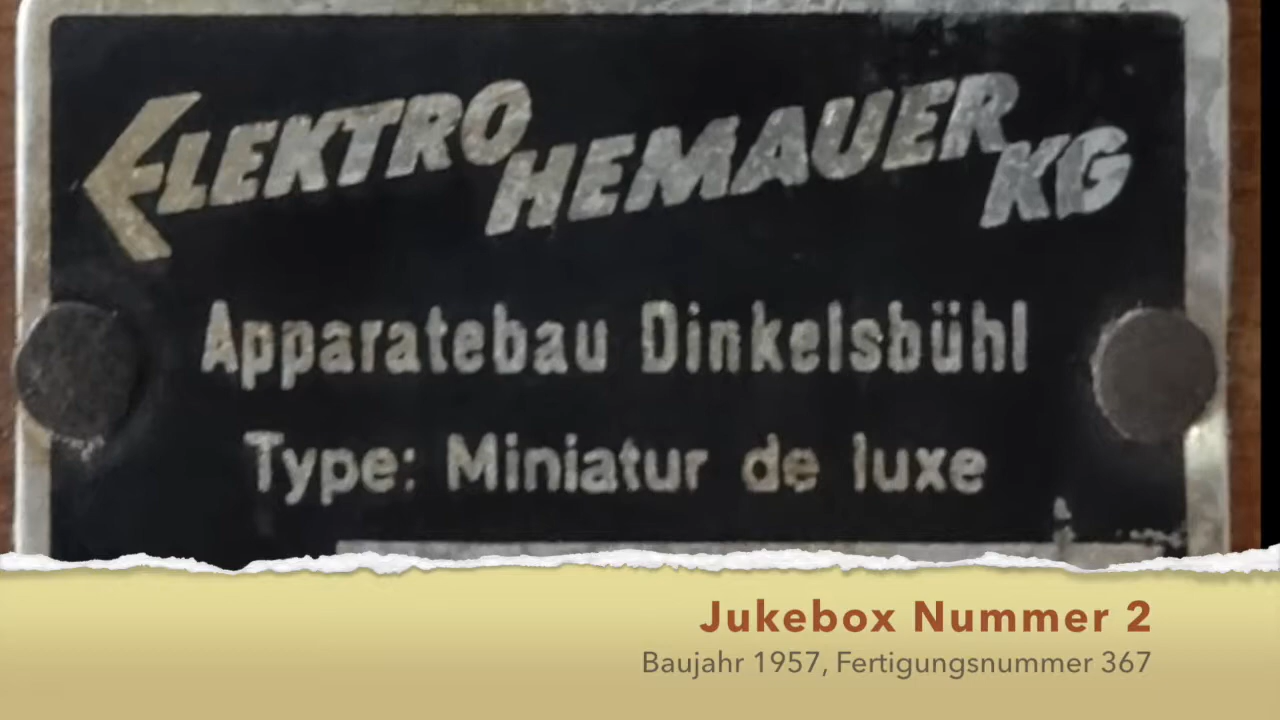 ELEKTRO HEMAUER KG
Apparatebau Dinkelsbühl
Type: Miniatur de luxe
Jukebox Nummer 2
Baujahr 1957, Fertigungsnummer 367